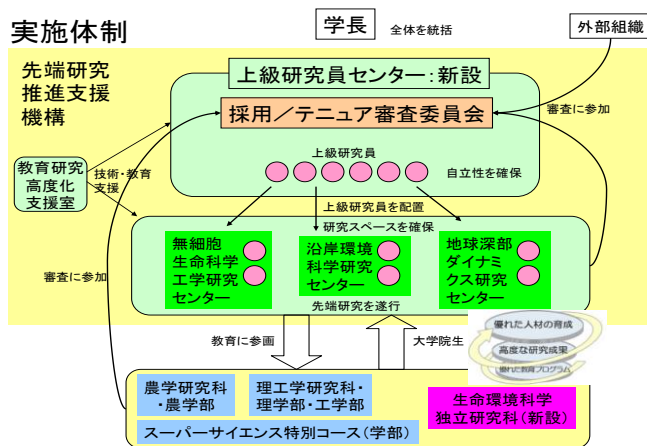 実施体制
学長
全体を統括
外部組織
先端研究
推進支援
機構
上級研究員センター：新設
採用／テニュア審査委員会
審査に参加
上級研究員
自立性を確保
教育研究
高度化
支援室
技術・教育
支援
上級研究員を配置
研究スペースを確保
無細胞
生命科学
工学研究
センター
沿岸環境
科学研究
センター
地球深部
ダイナミ
クス研究
センター
審査に参加
先端研究を遂行
教育に参画
大学院生
優れた人材の育成
高度な研究成果
優れた教育プログラム
農学研究科
・農学部
理工学研究科・
理学部・工学部
生命環境科学
独立研究科（新設）
スーパーサイエンス特別コース（学部）